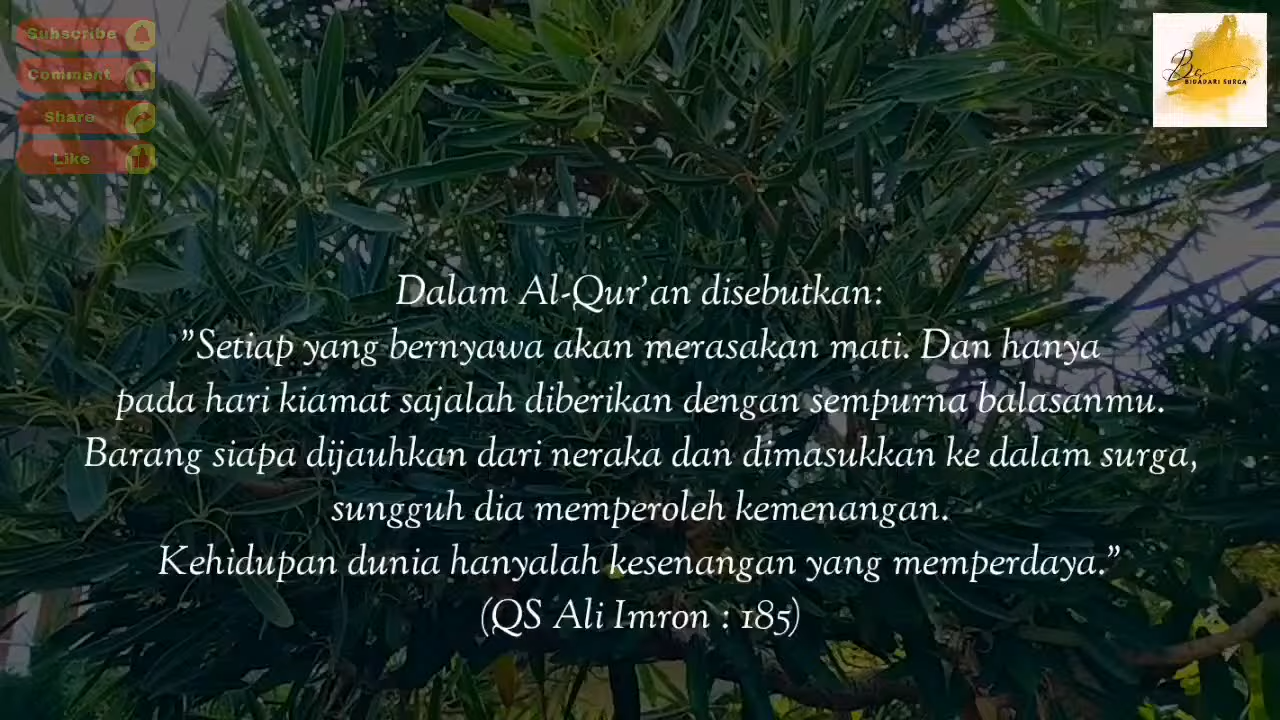 Subscribe
Comment
Share
Like
Bs
BIDADARI SURGA
Dalam Al-Qur'an disebutkan:
"Setiap yang bernyawa akan merasakan mati. Dan hanya
pada hari kiamat sajalah diberikan dengan sempurna balasanmu.
Barang siapa dijauhkan dari neraka dan dimasukkan ke dalam surga,
sungguh dia memperoleh kemenangan.
Kehidupan dunia hanyalah kesenangan yang memperdaya."
(QS Ali Imron : 185)